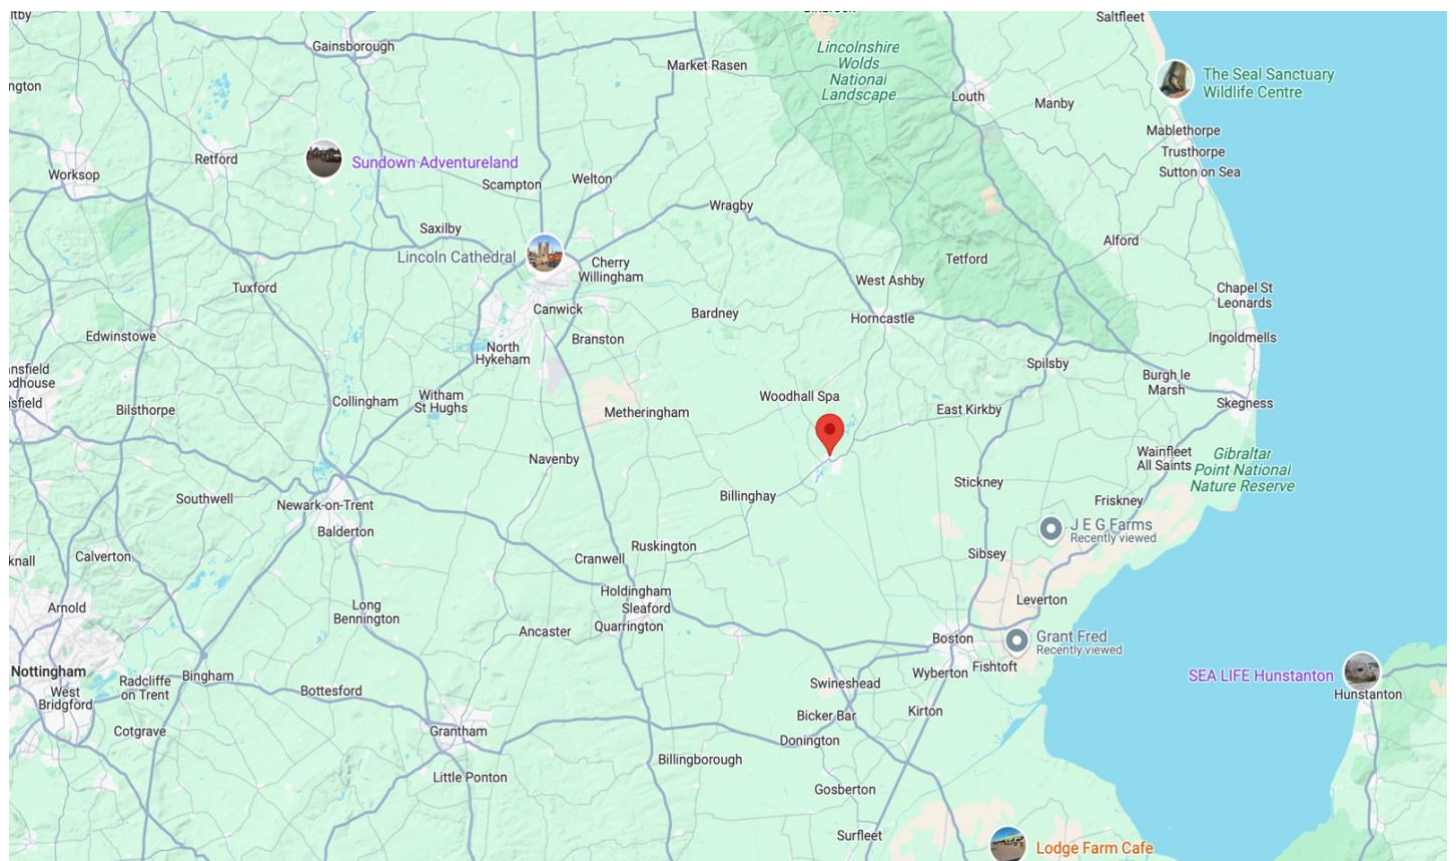 Saltfleet
Gainsborough
Market Rasen
Lincolnshire
Wolds
National
Landscape
The Seal Sanctuary
Wildlife Centre
Louth
Manby
Mablethorpe
Trusthorpe
Sutton on Sea
Retford
Sundown Adventureland
Worksop
Scampton
Welton
Wragby
Saxilby
Lincoln Cathedral
Cherry
Willingham
Alford
Tetford
West Ashby
Tuxford
Chapel St
Leonards
Canwick
Bardney
Horncastle
Edwinstowe
Branston
Ingoldmells
North
Hykeham
Spilsby
Burgh le
Marsh
Collingham
Witham
St Hughs
Woodhall Spa
Bilsthorpe
Metheringham
East Kirkby
Skegness
Navenby
Wainfleet
All Saints
Gibraltar
Point National
Nature Reserve
Stickney
Southwell
Newark-on-Trent
Billinghay
Friskney
Balderton
J E G Farms
Recently viewed
Calverton
Cranwell
Ruskington
Sibsey
Arnold
Long
Bennington
Holdingham
Sleaford
Quarrington
Leverton
Ancaster
Boston
Grant Fred
Recently viewed
Nottingham
West
Bridgford
Radcliffe
on Trent
Bingham
Bottesford
Swineshead
Wyberton
Fishtoft
SEA LIFE Hunstanton
Hunstanton
Cotgrave
Grantham
Bicker Bar
Kirton
Donington
Billingborough
Little Ponton
Gosberton
Surfleet
Lodge Farm Cafe